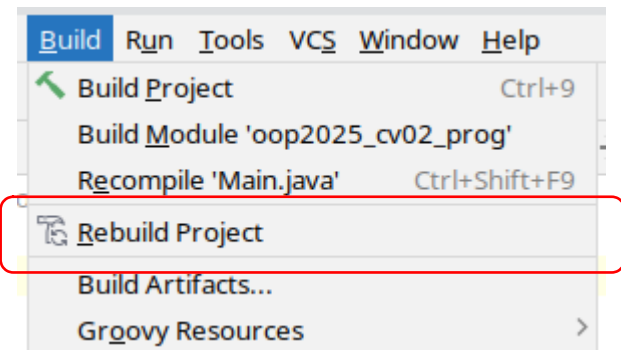 Build Run Tools VCS Window Help
Build Project Ctrl+9
Build Module 'oop2025_cv02_prog'
Recompile 'Main.java' Ctrl+Shift+F9
Rebuild Project
Build Artifacts...
Groovy Resources